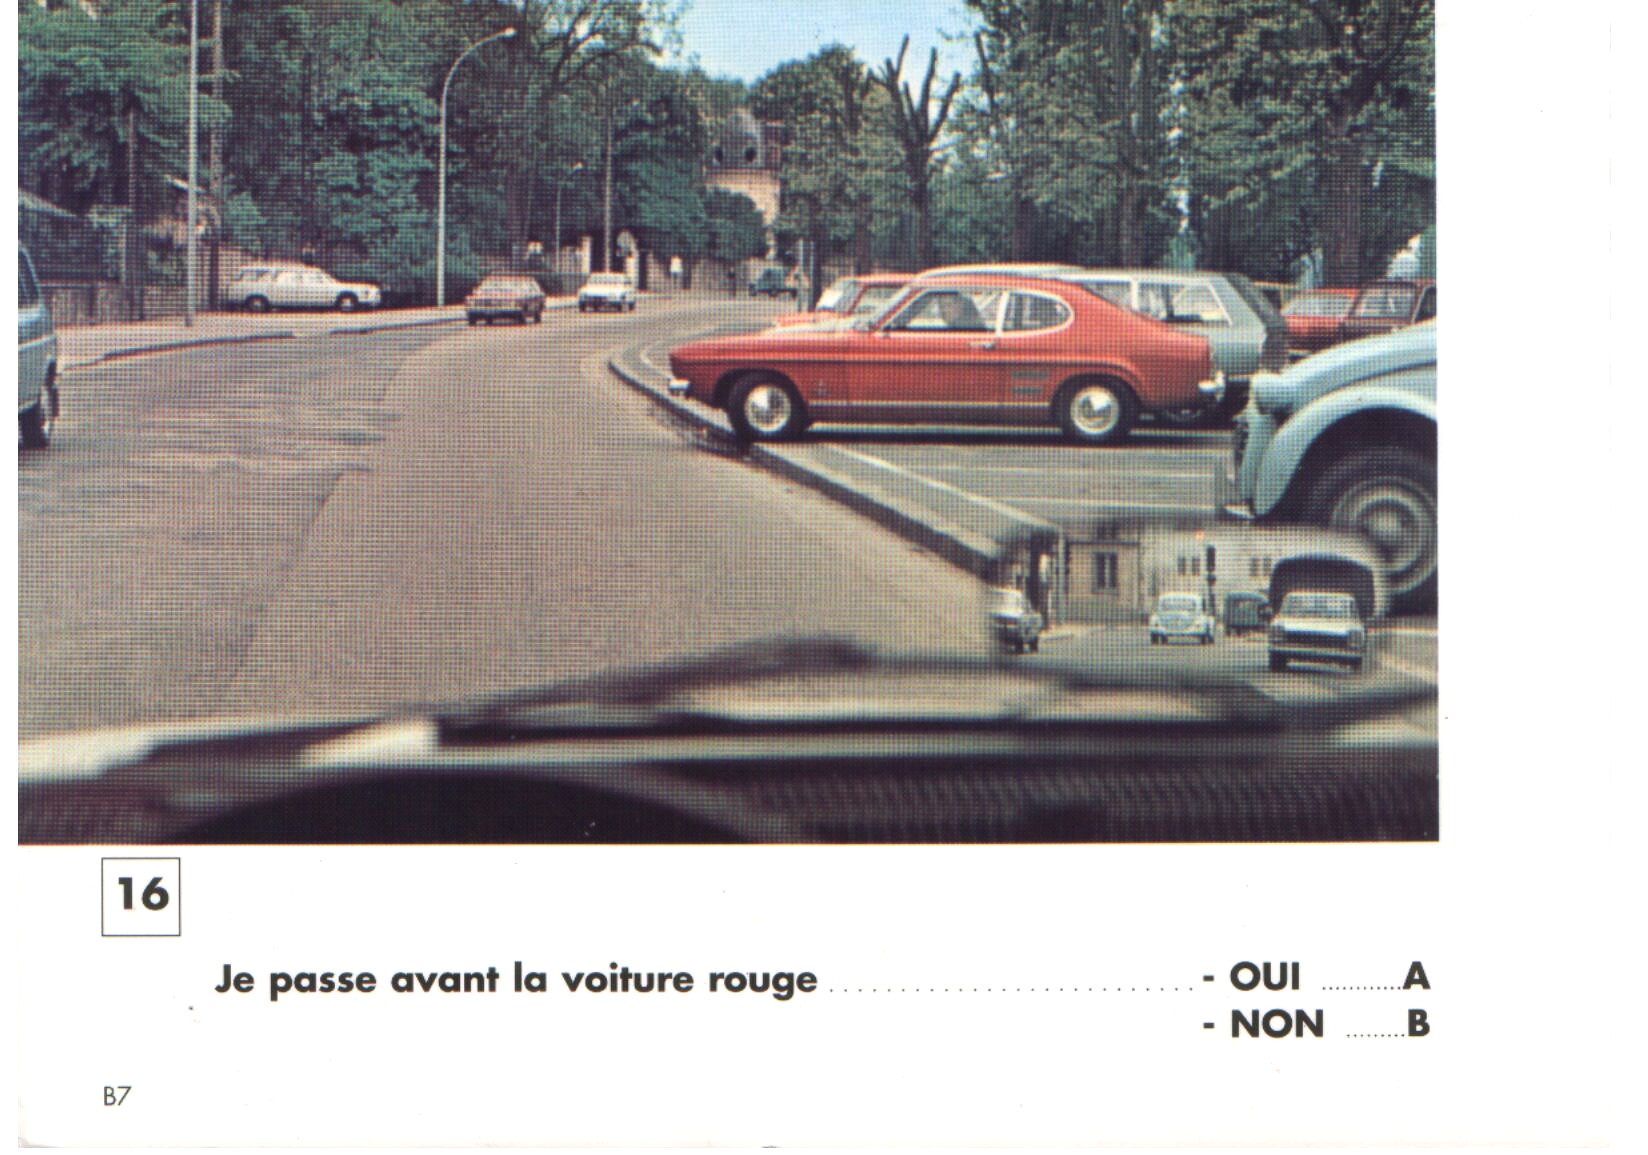 16
Je passe avant la voiture rouge ........................ - OUI ............A
- NON .........B
B7